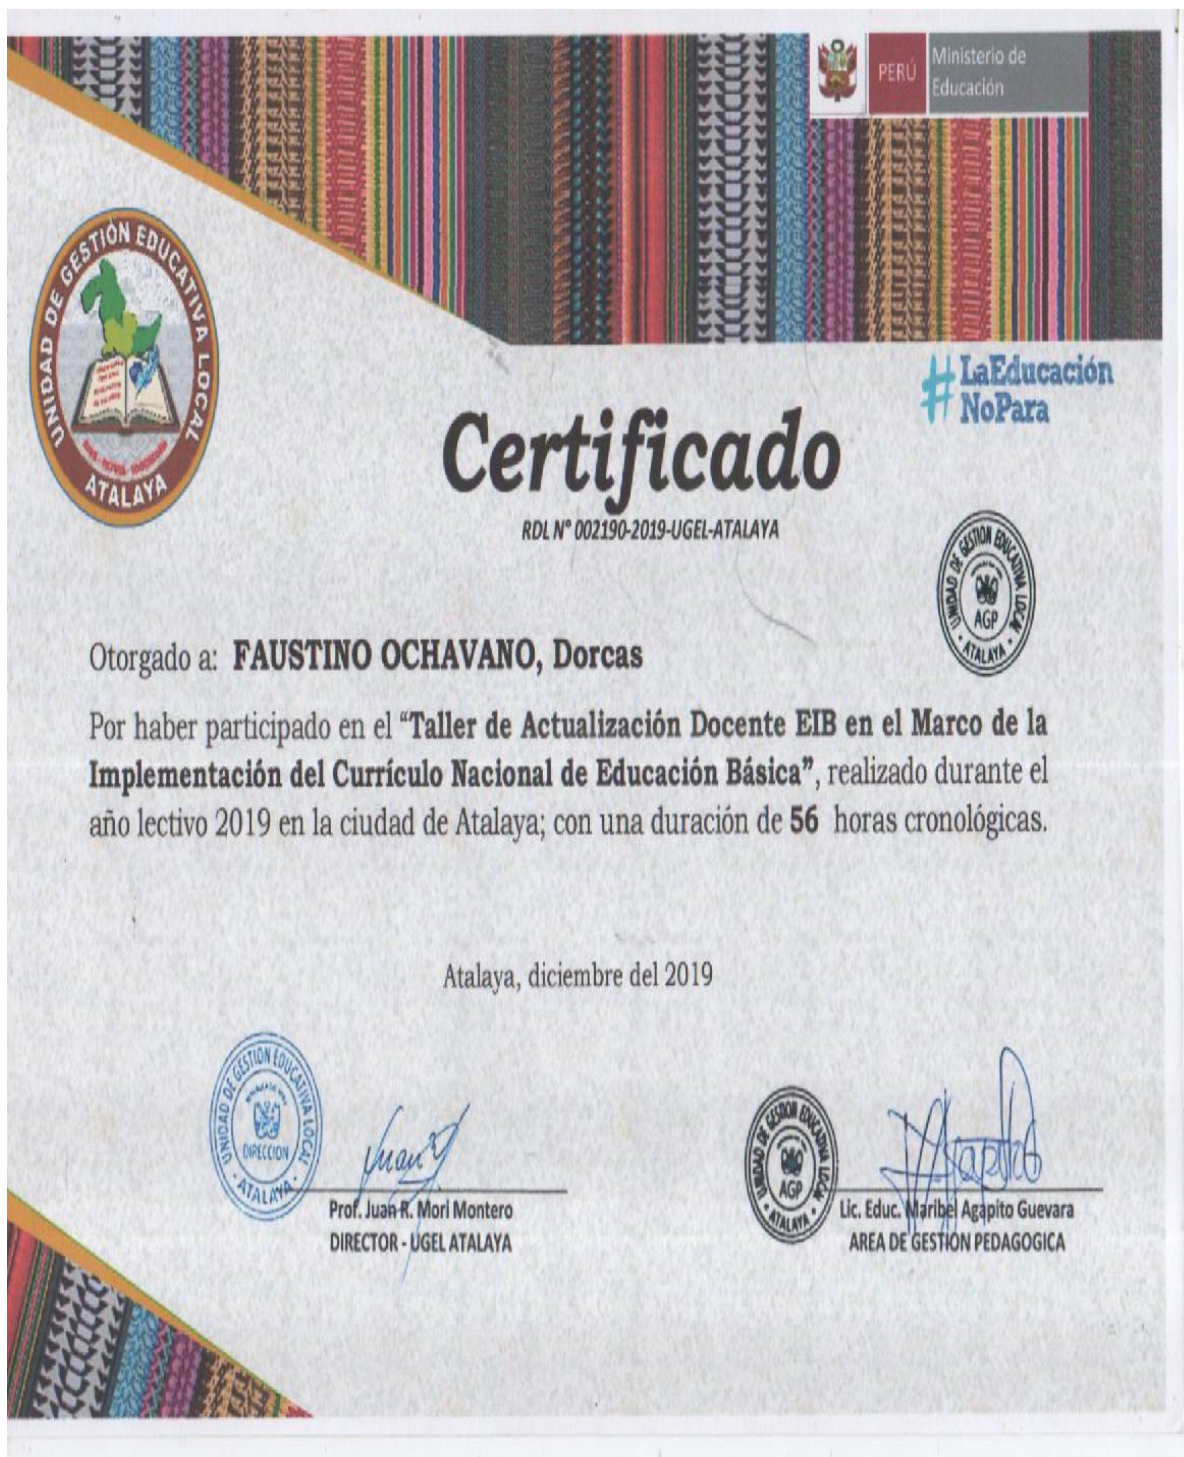 PERÚ
Ministerio de
Educación
UNIDAD DE GESTIÓN EDUCATIVA LOCAL
ATALAYA
#LaEducación
NoPara
Certificado
RDL N° 002190-2019-UGEL-ATALAYA
UNIDAD DE GESTION EDUCATIVA LOCAL
AGP
ATALAYA
Otorgado a: FAUSTINO OCHAVANO, Dorcas
Por haber participado en el “Taller de Actualización Docente EIB en el Marco de la
Implementación del Currículo Nacional de Educación Básica”, realizado durante el
año lectivo 2019 en la ciudad de Atalaya; con una duración de 56 horas cronológicas.
Atalaya, diciembre del 2019
UNIDAD DE GESTION EDUCATIVA LOCAL
DIRECCION
ATALAYA
Prof. Juan R. Mori Montero
DIRECTOR - UGEL ATALAYA
UNIDAD DE GESTION EDUCATIVA LOCAL
AGP
ATALAYA
Lic. Educ. Maribel Agapito Guevara
AREA DE GESTIÓN PEDAGOGICA